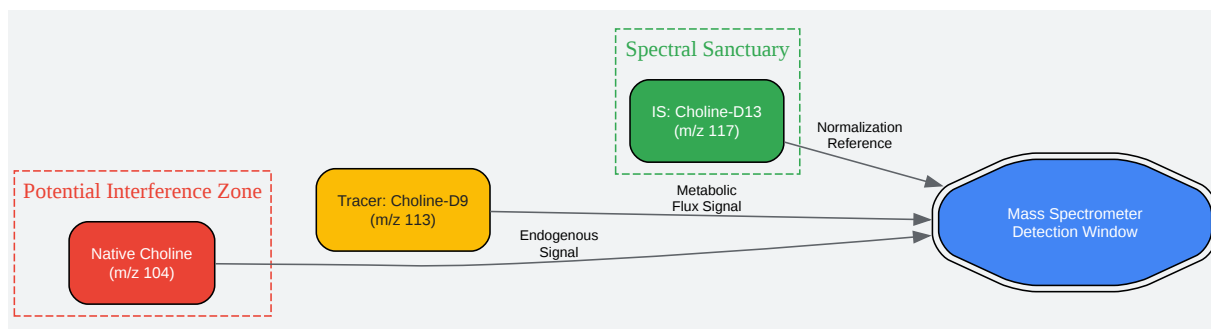 Spectral Sanctuary
IS: Choline-D13
(m/z 117)
Normalization
Reference
Potential Interference Zone
Native Choline
(m/z 104)
Tracer: Choline-D9
(m/z 113)
Metabolic
Flux Signal
Endogenous
Signal
Mass Spectrometer
Detection Window